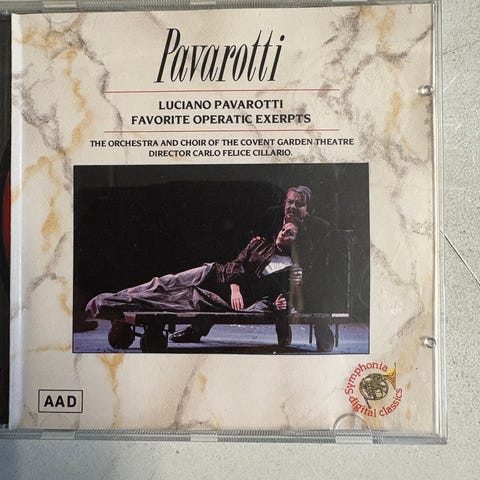 Pavarotti
LUCIANO PAVAROTTI
FAVORITE OPERATIC EXERPTS
THE ORCHESTRA AND CHOIR OF THE COVENT GARDEN THEATRE
DIRECTOR CARLO FELICE CILLARIO.
AAD
Symphonia
digital classics